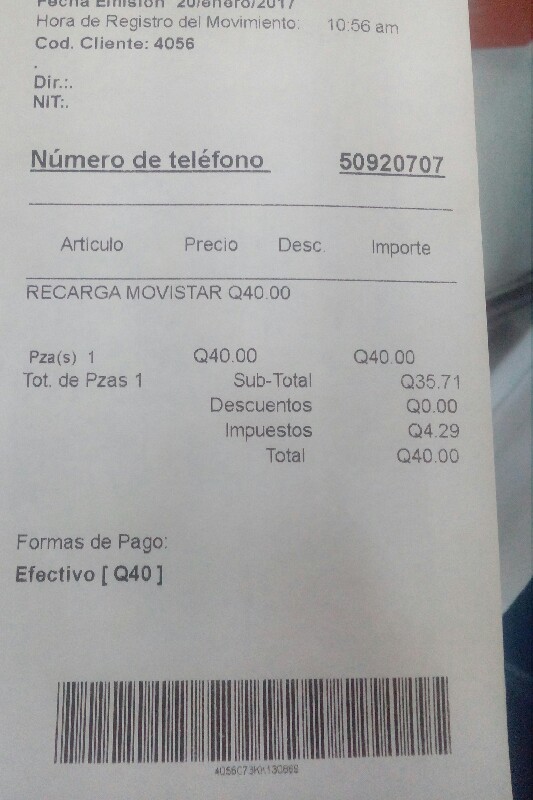 Fecha Emisión 20/enero/2017
Hora de Registro del Movimiento: 10:56 am
Cod. Cliente: 4056
.
Dir.:.
NIT:.
Número de teléfono 50920707
Articulo Precio Desc. Importe
RECARGA MOVISTAR Q40.00
Pza(s) 1 Q40.00 Q40.00
Tot. de Pzas 1 Sub-Total Q35.71
Descuentos Q0.00
Impuestos Q4.29
Total Q40.00
Formas de Pago:
Efectivo [ Q40 ]